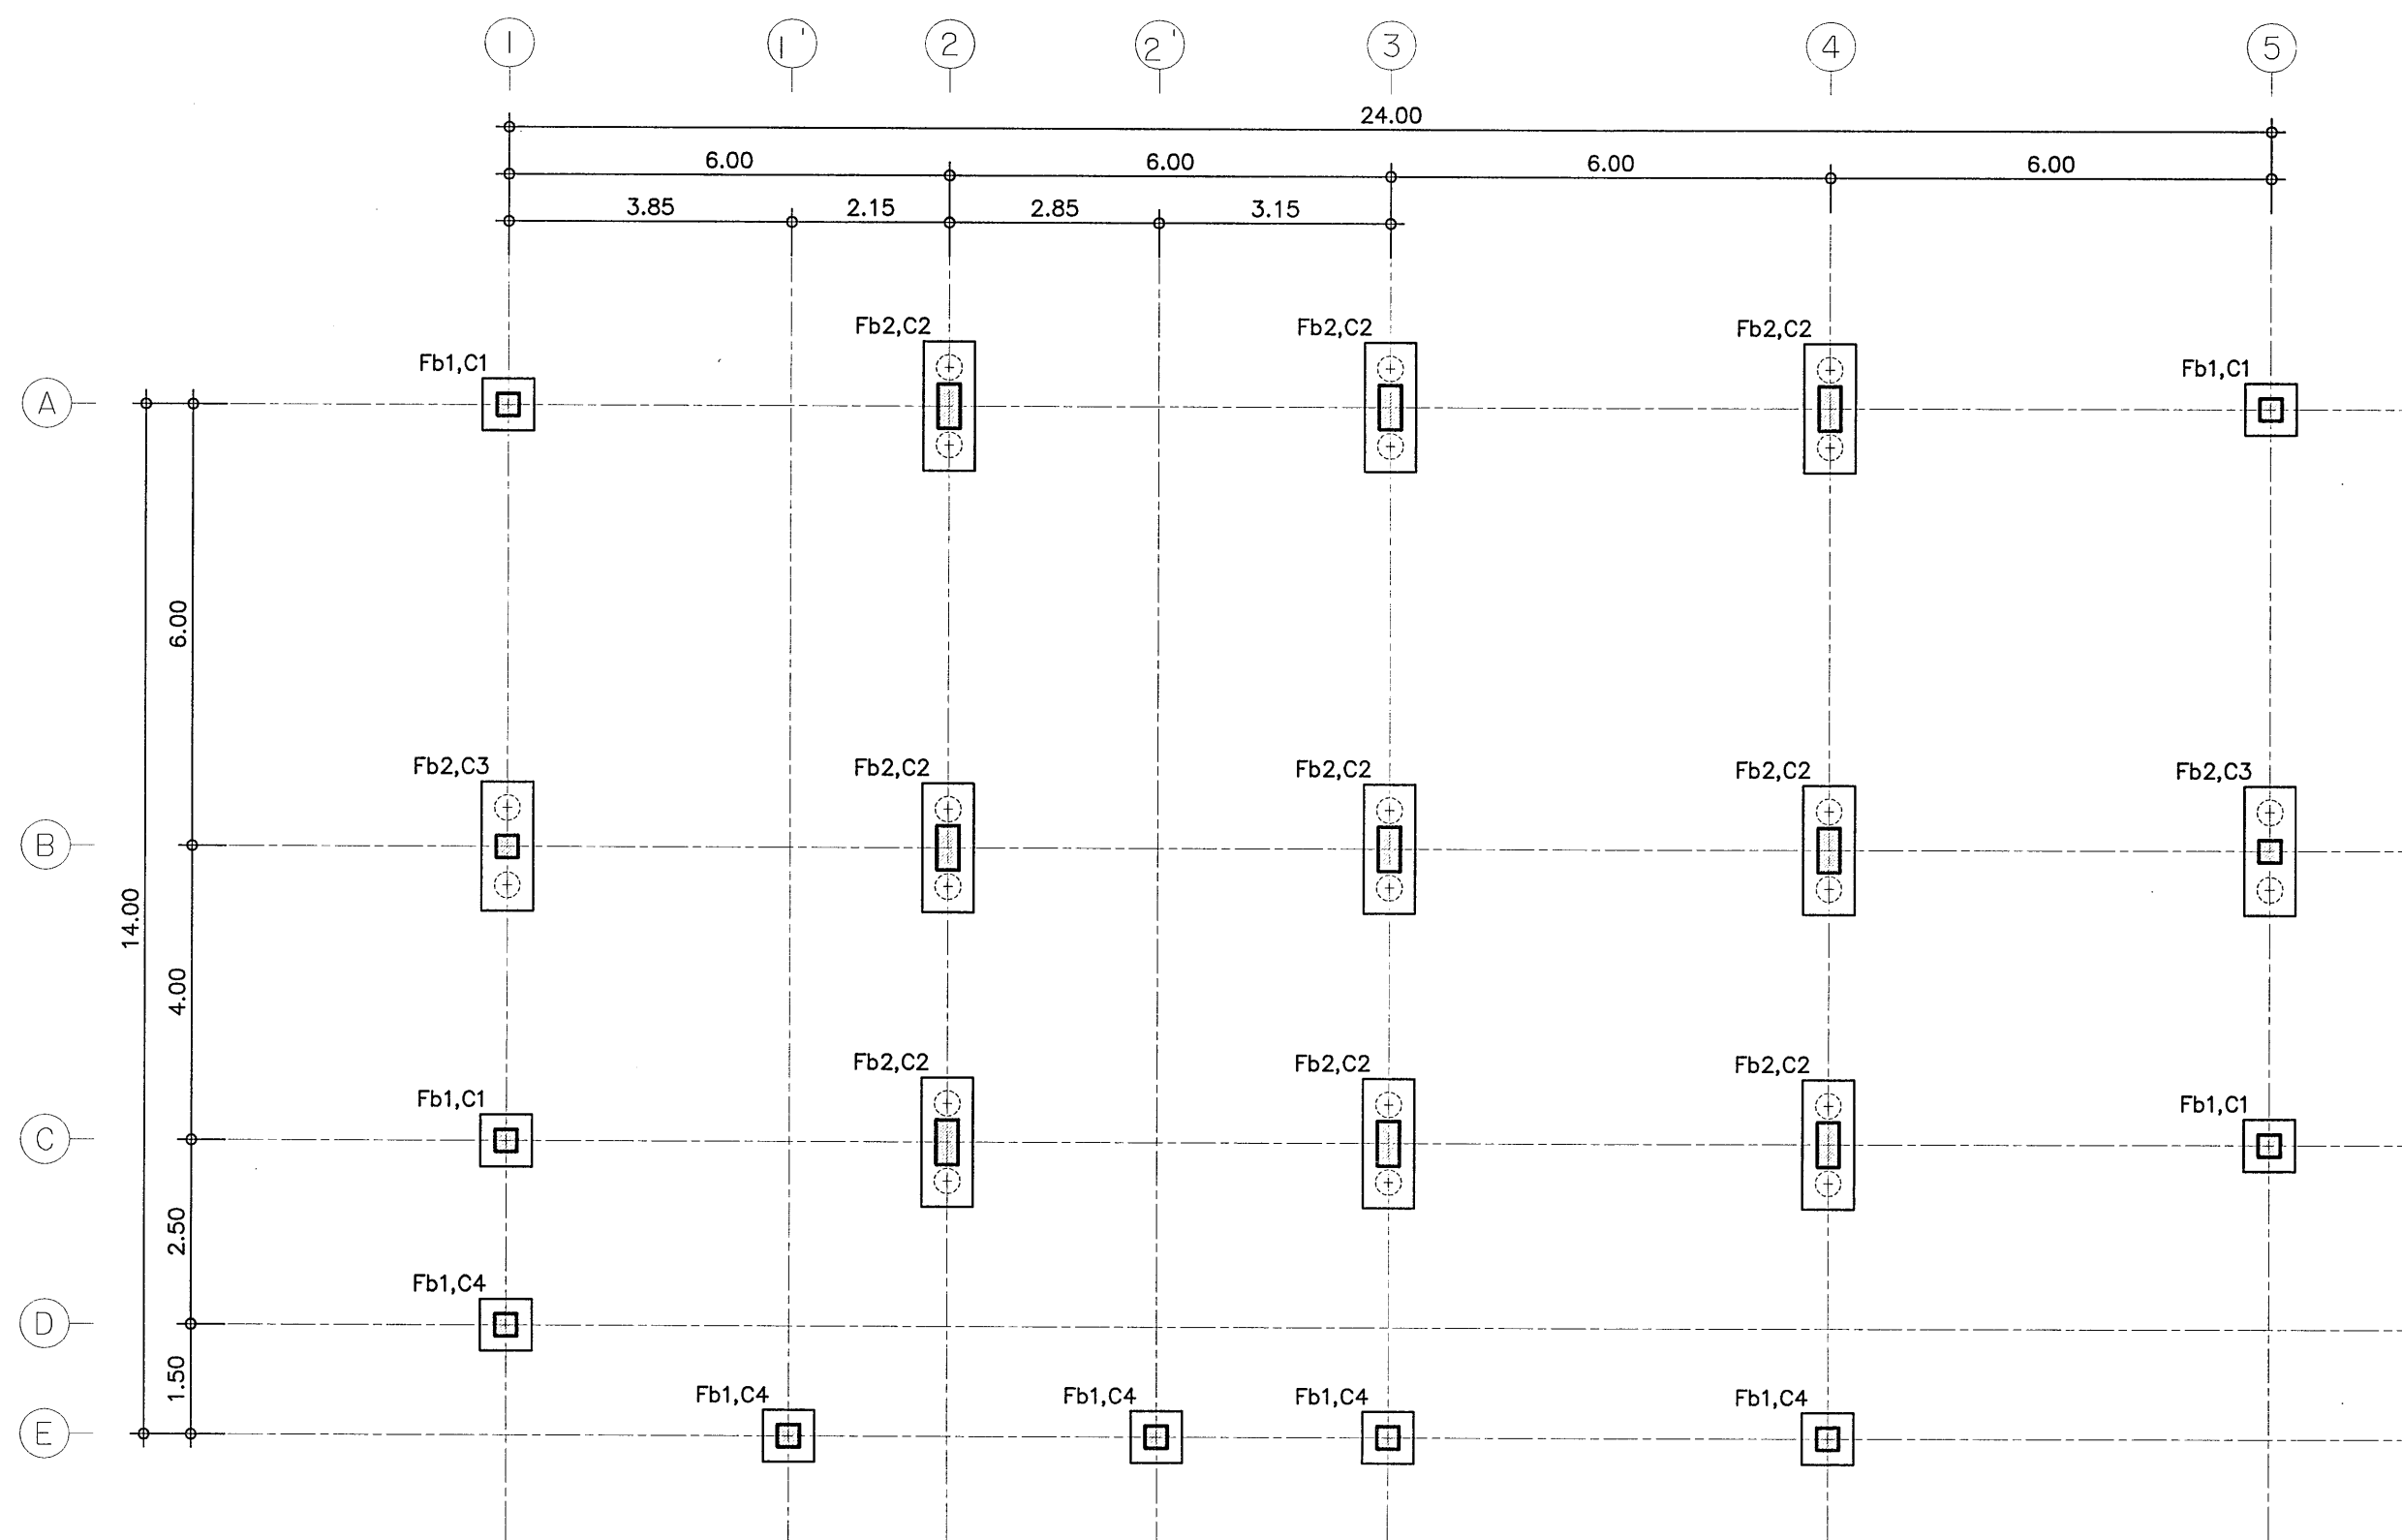 1 1' 2 2' 3 4 5
24.00
6.00 6.00 6.00 6.00
3.85 2.15 2.85 3.15
Fb2,C2 Fb2,C2 Fb2,C2
Fb1,C1 Fb1,C1
A
6.00
Fb2,C3 Fb2,C2 Fb2,C2 Fb2,C2 Fb2,C3
B
14.00
4.00
Fb2,C2 Fb2,C2 Fb2,C2
Fb1,C1 Fb1,C1
C
2.50
Fb1,C4
D
1.50
Fb1,C4 Fb1,C4 Fb1,C4 Fb1,C4
E